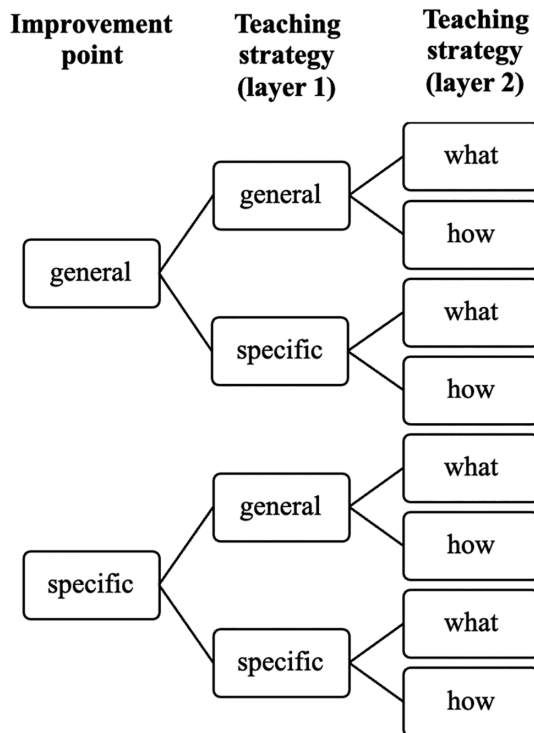 Improvement
point
Teaching
strategy
(layer 1)
Teaching
strategy
(layer 2)
general
general
what
how
specific
what
how
specific
general
what
how
specific
what
how